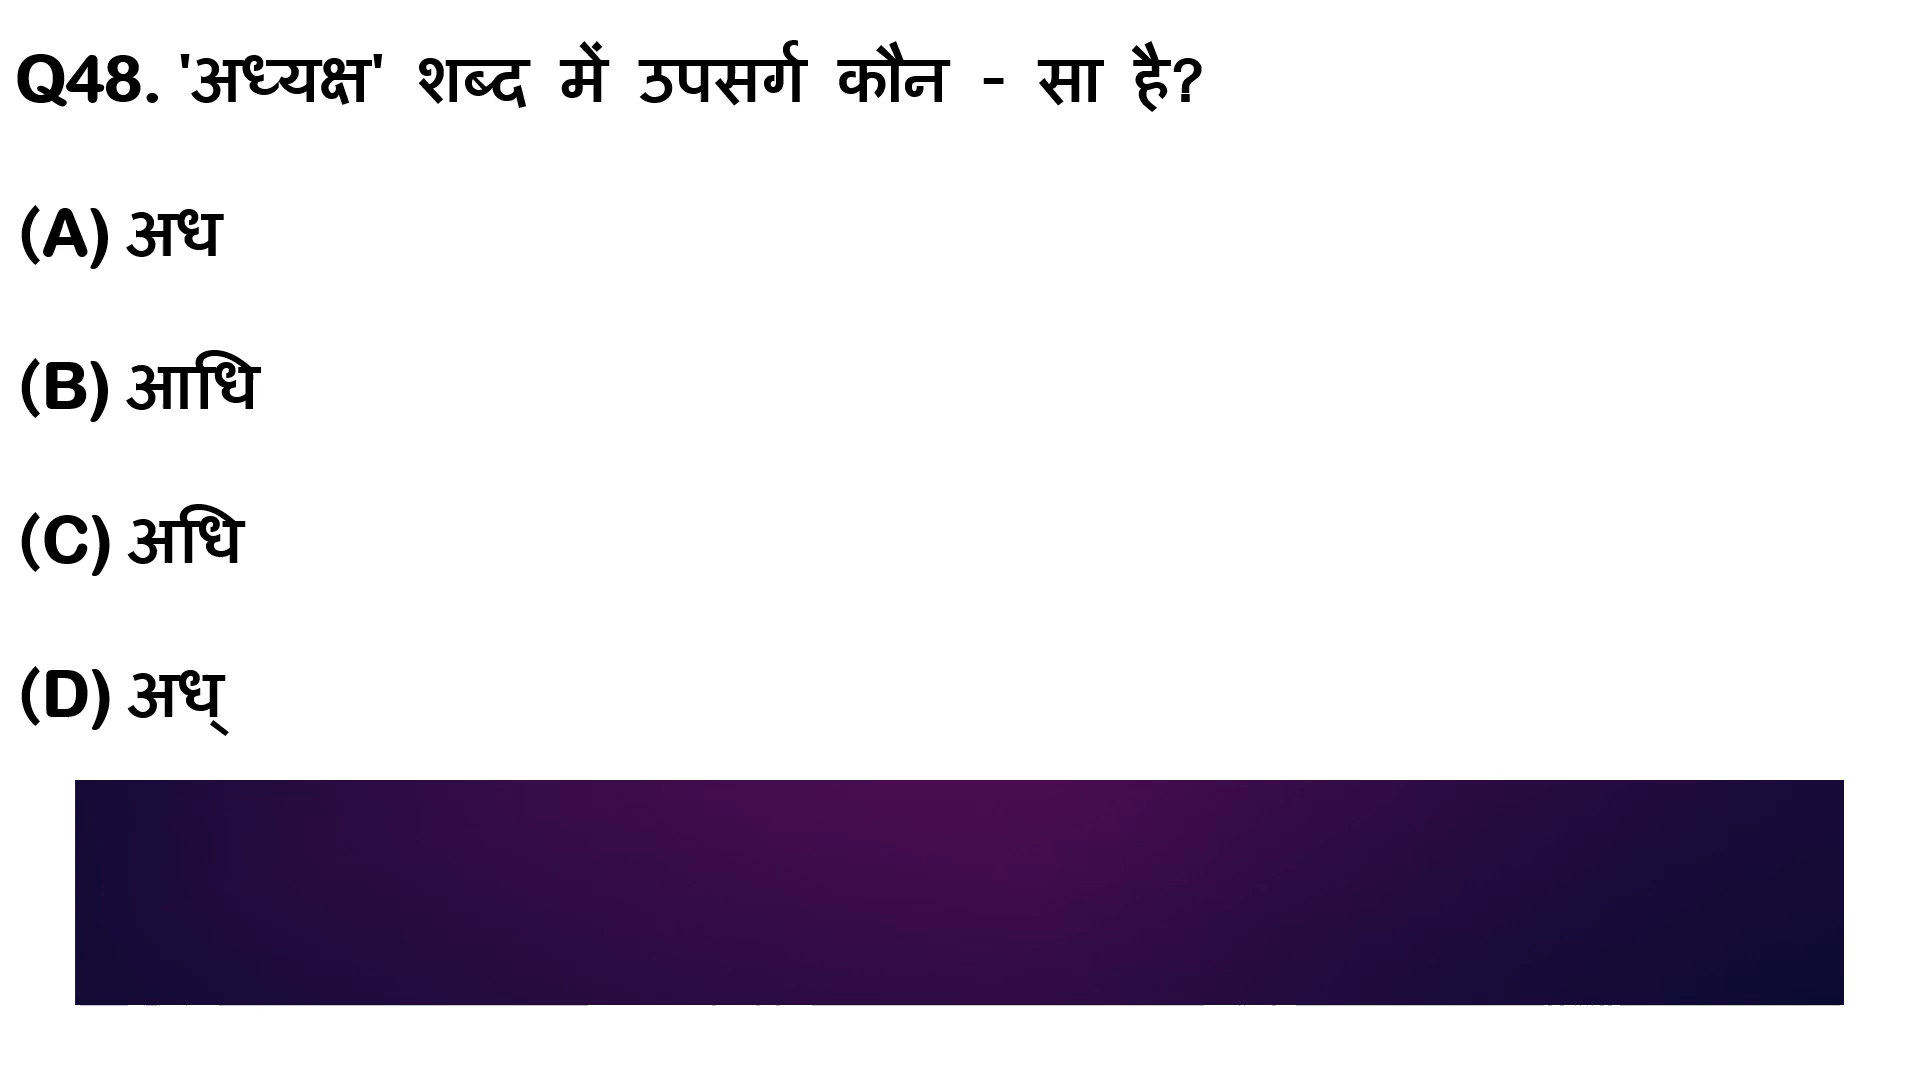 Q48. 'अध्यक्ष' शब्द में उपसर्ग कौन - सा है?
(A) अध
(B) आधि
(C) अधि
(D) अध्